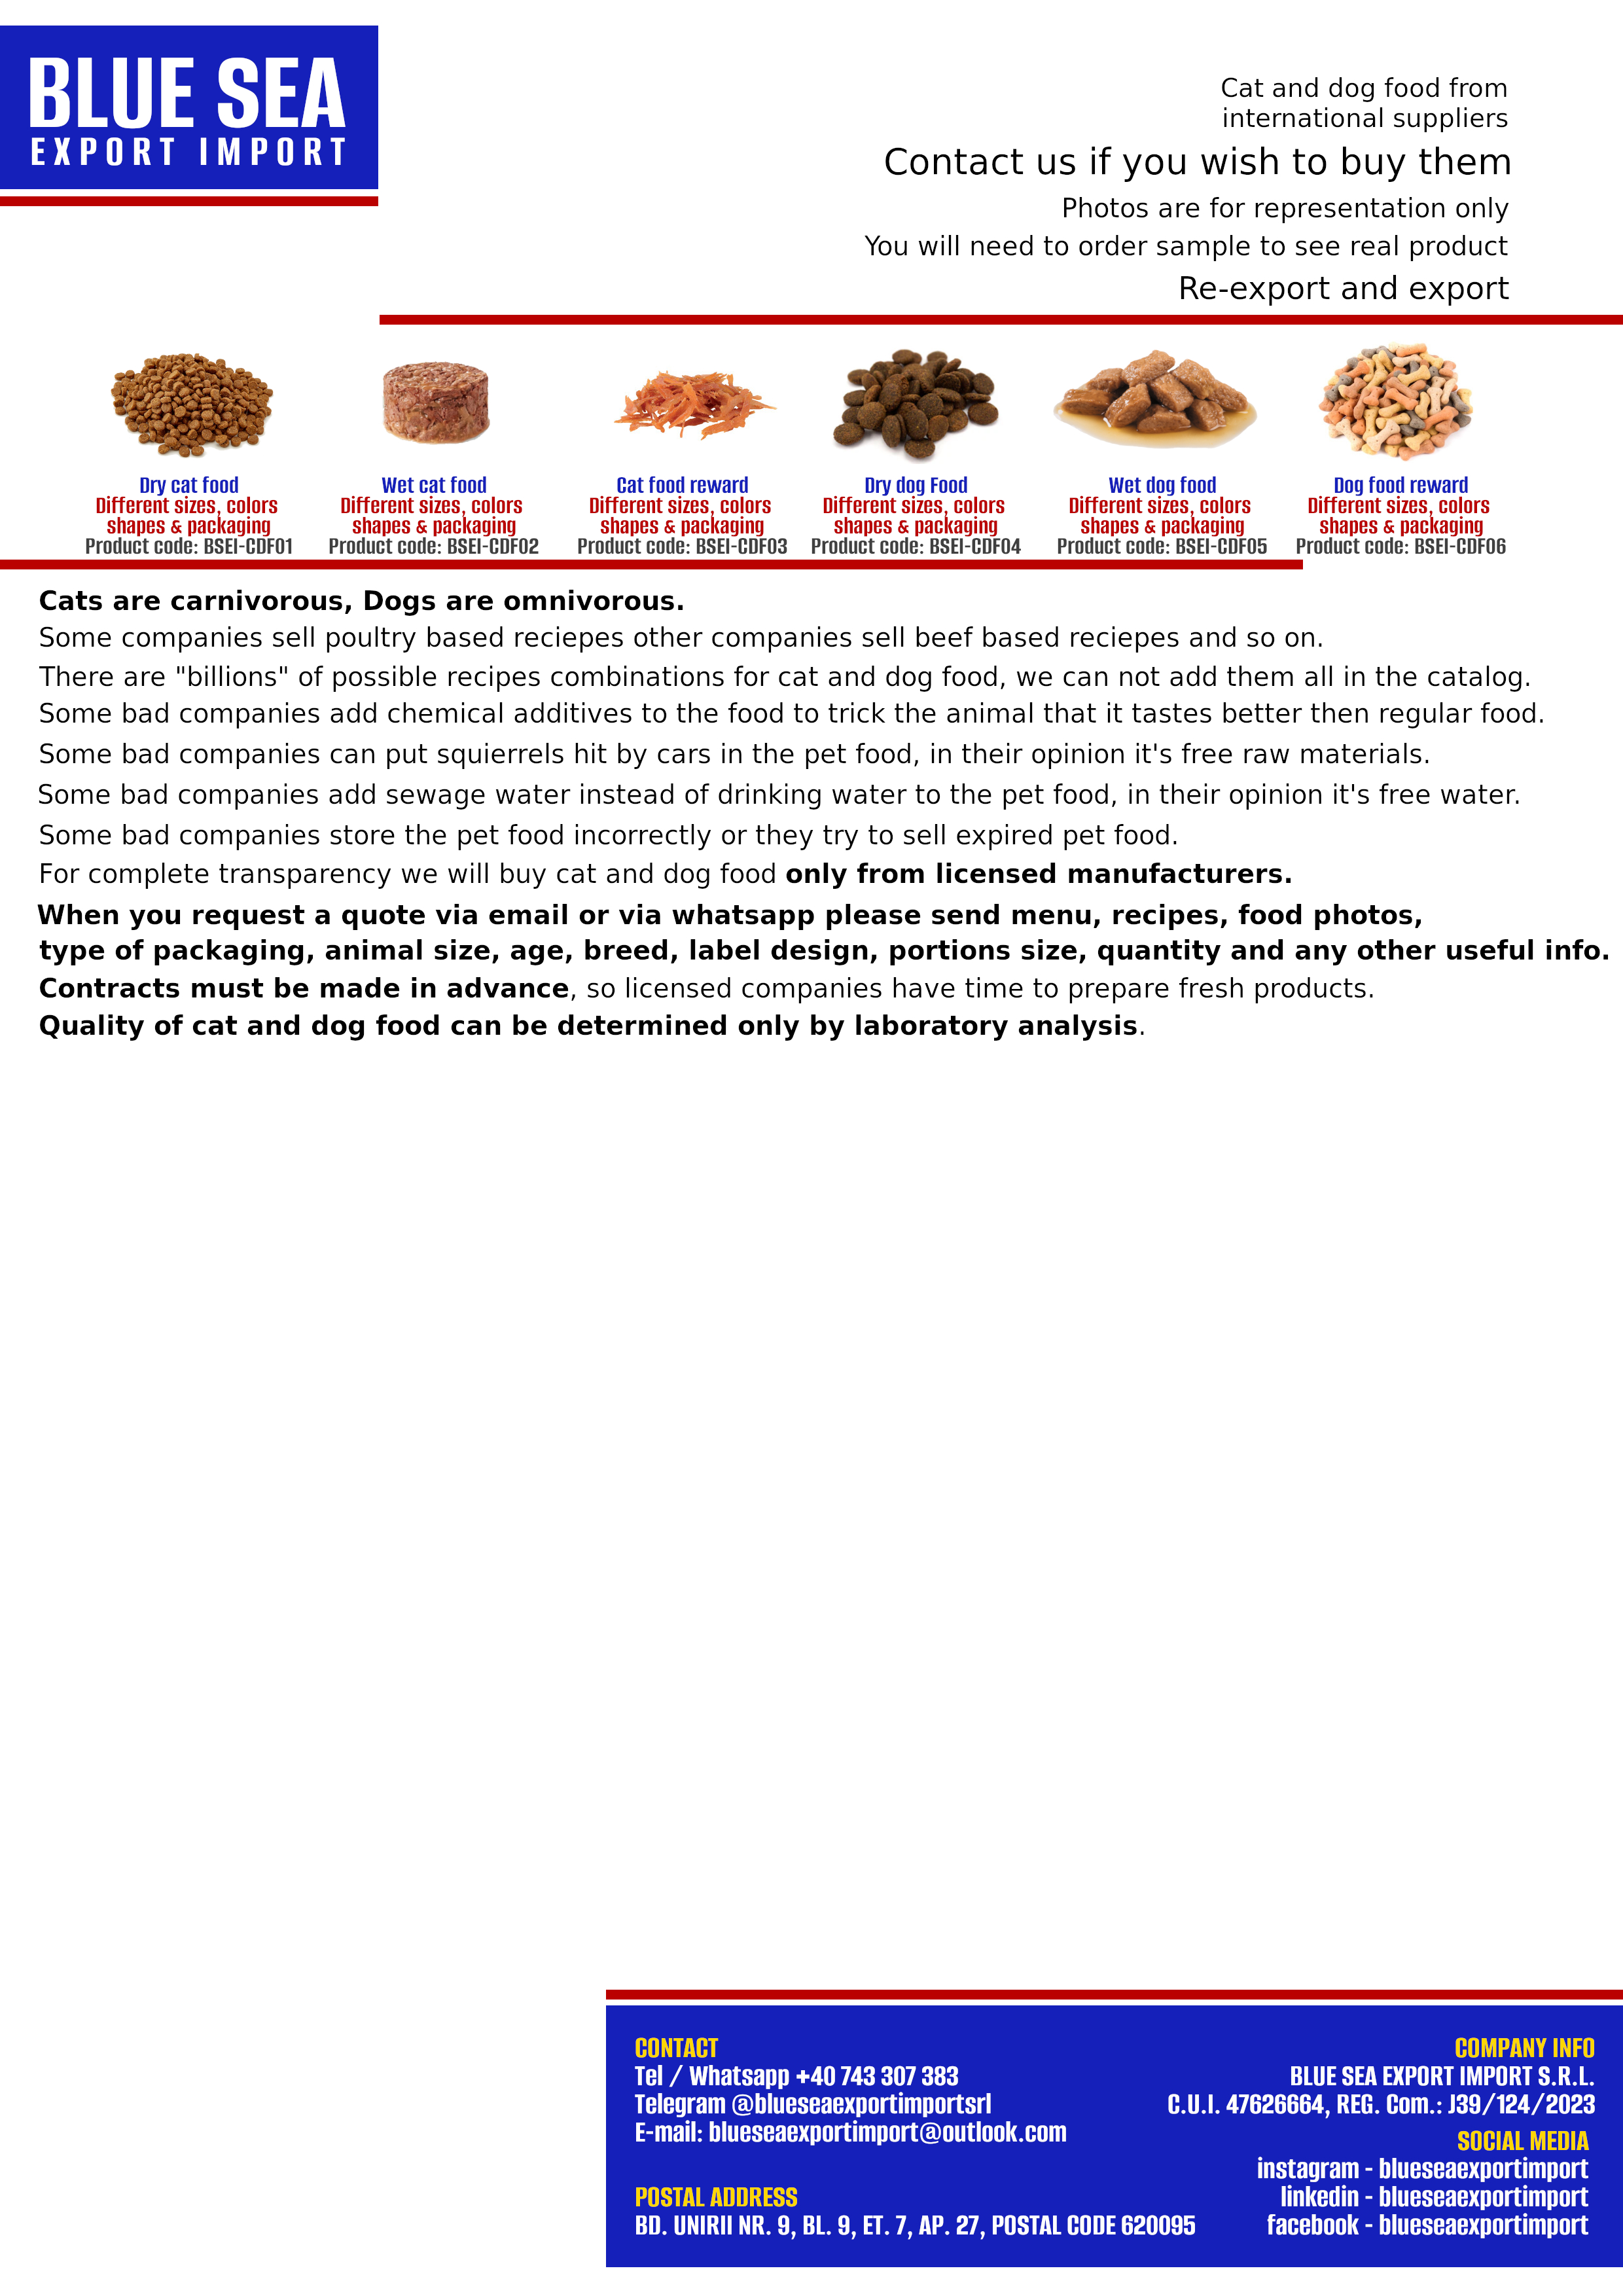 BLUE SEA
EXPORT IMPORT
Cat and dog food from
international suppliers
Contact us if you wish to buy them
Photos are for representation only
You will need to order sample to see real product
Re-export and export
Dry cat food
Different sizes, colors
shapes & packaging
Product code: BSEI-CDF01
Wet cat food
Different sizes, colors
shapes & packaging
Product code: BSEI-CDF02
Cat food reward
Different sizes, colors
shapes & packaging
Product code: BSEI-CDF03
Dry dog Food
Different sizes, colors
shapes & packaging
Product code: BSEI-CDF04
Wet dog food
Different sizes, colors
shapes & packaging
Product code: BSEI-CDF05
Dog food reward
Different sizes, colors
shapes & packaging
Product code: BSEI-CDF06
Cats are carnivorous, Dogs are omnivorous.
Some companies sell poultry based reciepes other companies sell beef based reciepes and so on.
There are "billions" of possible recipes combinations for cat and dog food, we can not add them all in the catalog.
Some bad companies add chemical additives to the food to trick the animal that it tastes better then regular food.
Some bad companies can put squierrels hit by cars in the pet food, in their opinion it's free raw materials.
Some bad companies add sewage water instead of drinking water to the pet food, in their opinion it's free water.
Some bad companies store the pet food incorrectly or they try to sell expired pet food.
For complete transparency we will buy cat and dog food only from licensed manufacturers.
When you request a quote via email or via whatsapp please send menu, recipes, food photos,
type of packaging, animal size, age, breed, label design, portions size, quantity and any other useful info.
Contracts must be made in advance, so licensed companies have time to prepare fresh products.
Quality of cat and dog food can be determined only by laboratory analysis.
CONTACT
Tel / Whatsapp +40 743 307 383
Telegram @blueseaexportimportsrl
E-mail: blueseaexportimport@outlook.com
POSTAL ADDRESS
BD. UNIRII NR. 9, BL. 9, ET. 7, AP. 27, POSTAL CODE 620095
COMPANY INFO
BLUE SEA EXPORT IMPORT S.R.L.
C.U.I. 47626664, REG. Com.: J39/124/2023
SOCIAL MEDIA
instagram - blueseaexportimport
linkedin - blueseaexportimport
facebook - blueseaexportimport